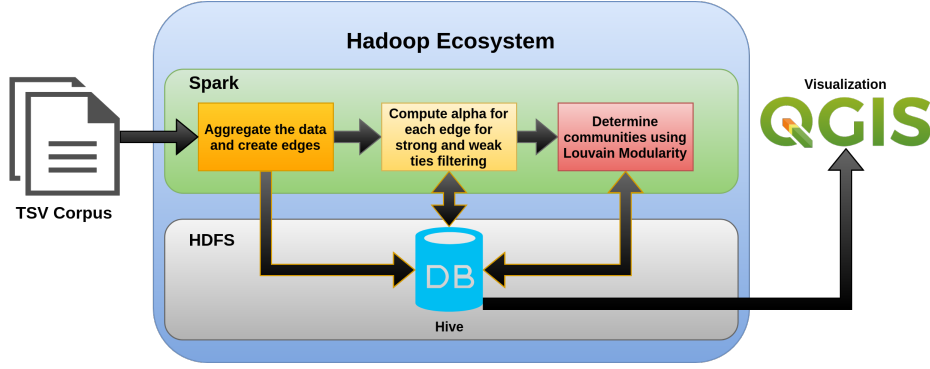 Hadoop Ecosystem
Spark
Aggregate the data
and create edges
Compute alpha for
each edge for
strong and weak
ties filtering
Determine
communities using
Louvain Modularity
TSV Corpus
Visualization
QGIS
HDFS
DB
Hive